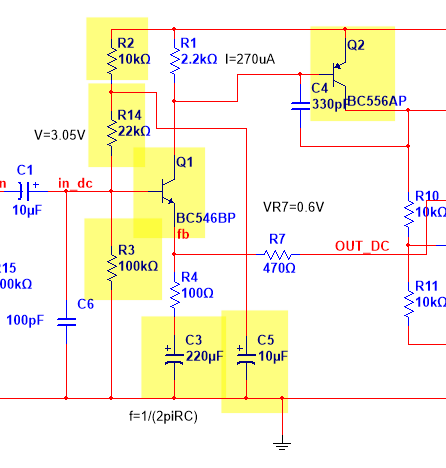 R2
10kΩ
R1
2.2kΩ
I=270uA
Q2
C4
330pF
BC556AP
R14
22kΩ
V=3.05V
Q1
C1
+
in_dc
n
10µF
BC546BP
fb
VR7=0.6V
R10
10kΩ
R3
100kΩ
R7
470Ω
OUT_DC
R15
00kΩ
R4
100Ω
R11
10kΩ
C6
100pF
C3
+
220µF
C5
+
10µF
f=1/(2piRC)